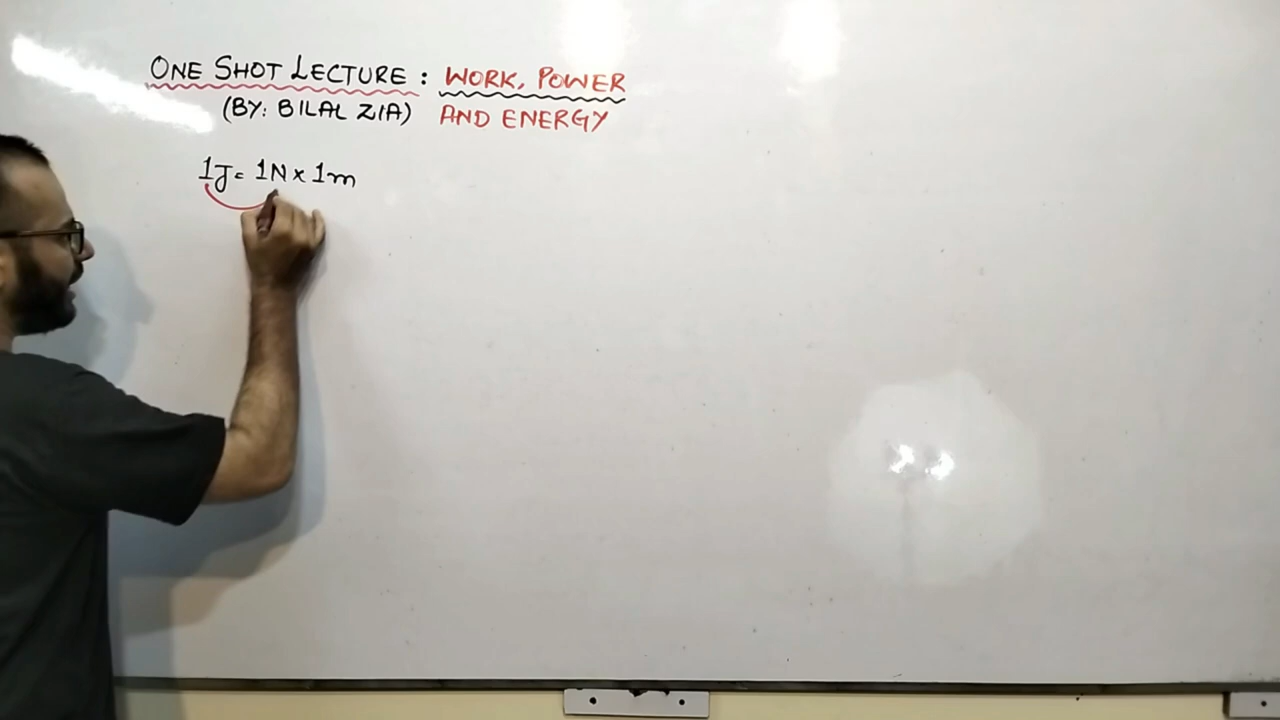 ONE SHOT LECTURE : WORK, POWER
(BY: BILAL ZIA) AND ENERGY
1J = 1N x 1m